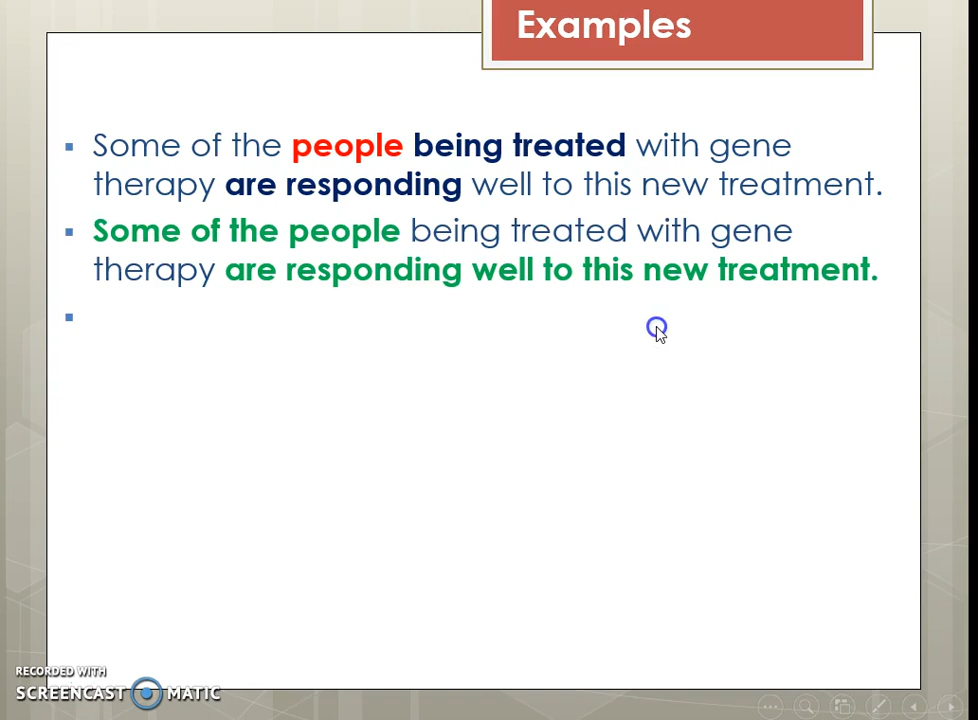 Examples
Some of the people being treated with gene
therapy are responding well to this new treatment.
Some of the people being treated with gene
therapy are responding well to this new treatment.
RECORDED WITH
SCREENCAST MATIC